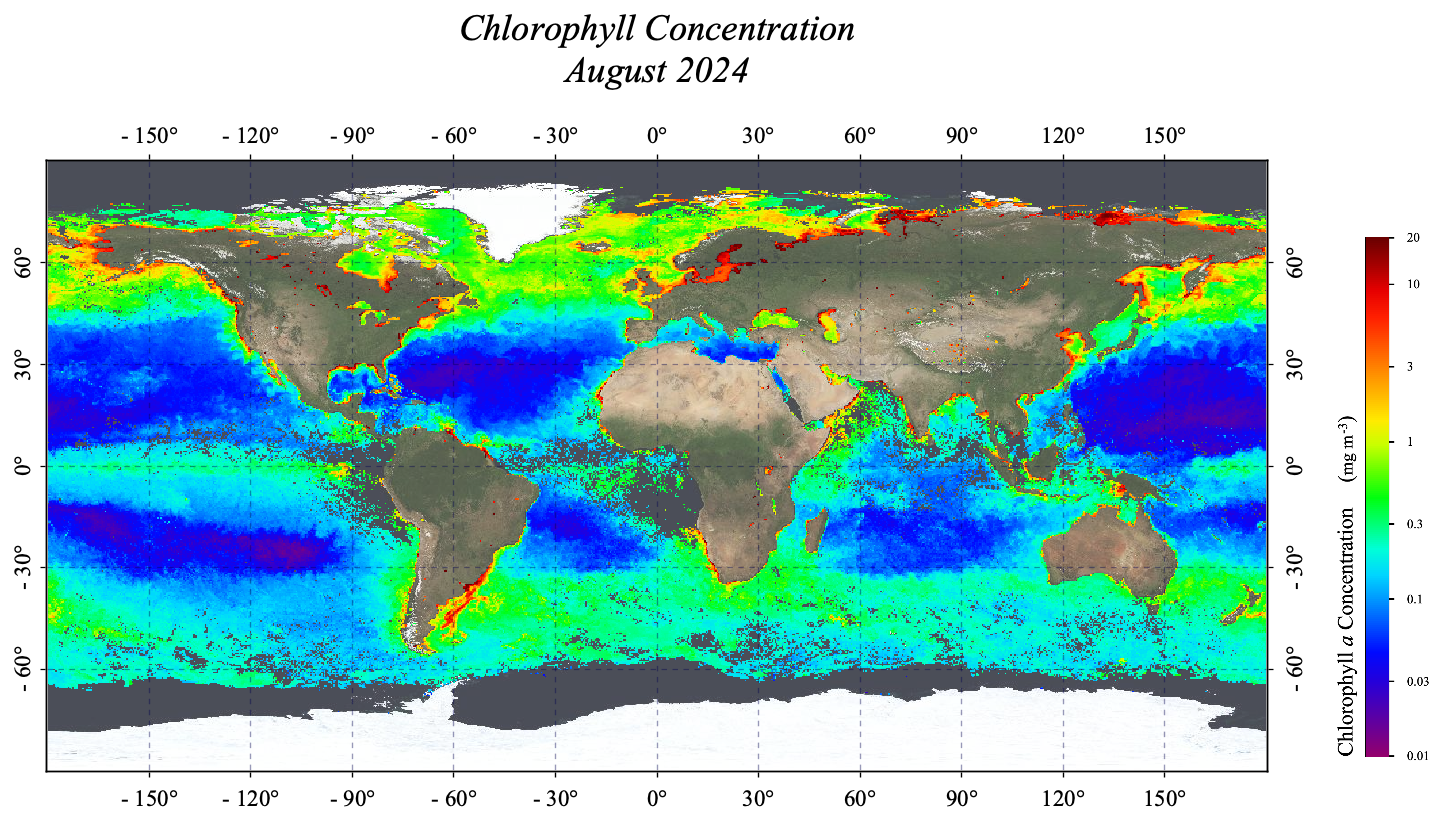 Chlorophyll Concentration
August 2024
- 150° - 120° - 90° - 60° - 30° 0° 30° 60° 90° 120° 150°
60° 30° 0° - 30° - 60°
60° 30° 0° - 30° - 60°
- 150° - 120° - 90° - 60° - 30° 0° 30° 60° 90° 120° 150°
Chlorophyll a Concentration (mg m⁻³)
20
10
3
1
0.3
0.1
0.03
0.01